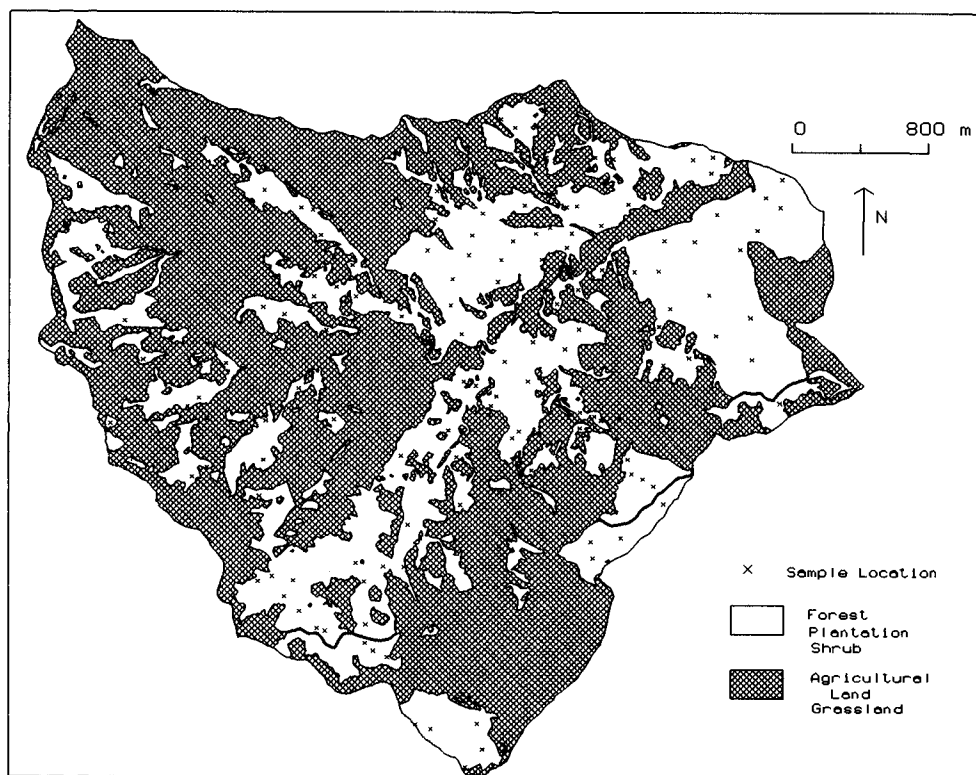 0 800 m
N
× Sample Location
Forest
Plantation
Shrub
Agricultural
Land
Grassland